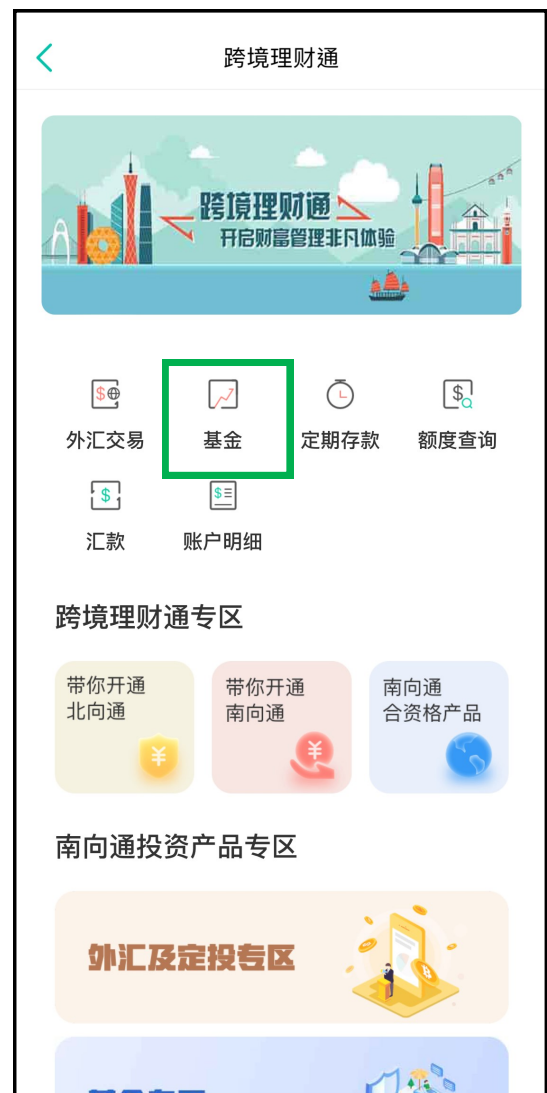 跨境理财通
跨境理财通
开启财富管理非凡体验
外汇交易
基金
定期存款
额度查询
汇款
账户明细
跨境理财通专区
带你开通
北向通
带你开通
南向通
南向通
合资格产品
南向通投资产品专区
外汇及定投专区